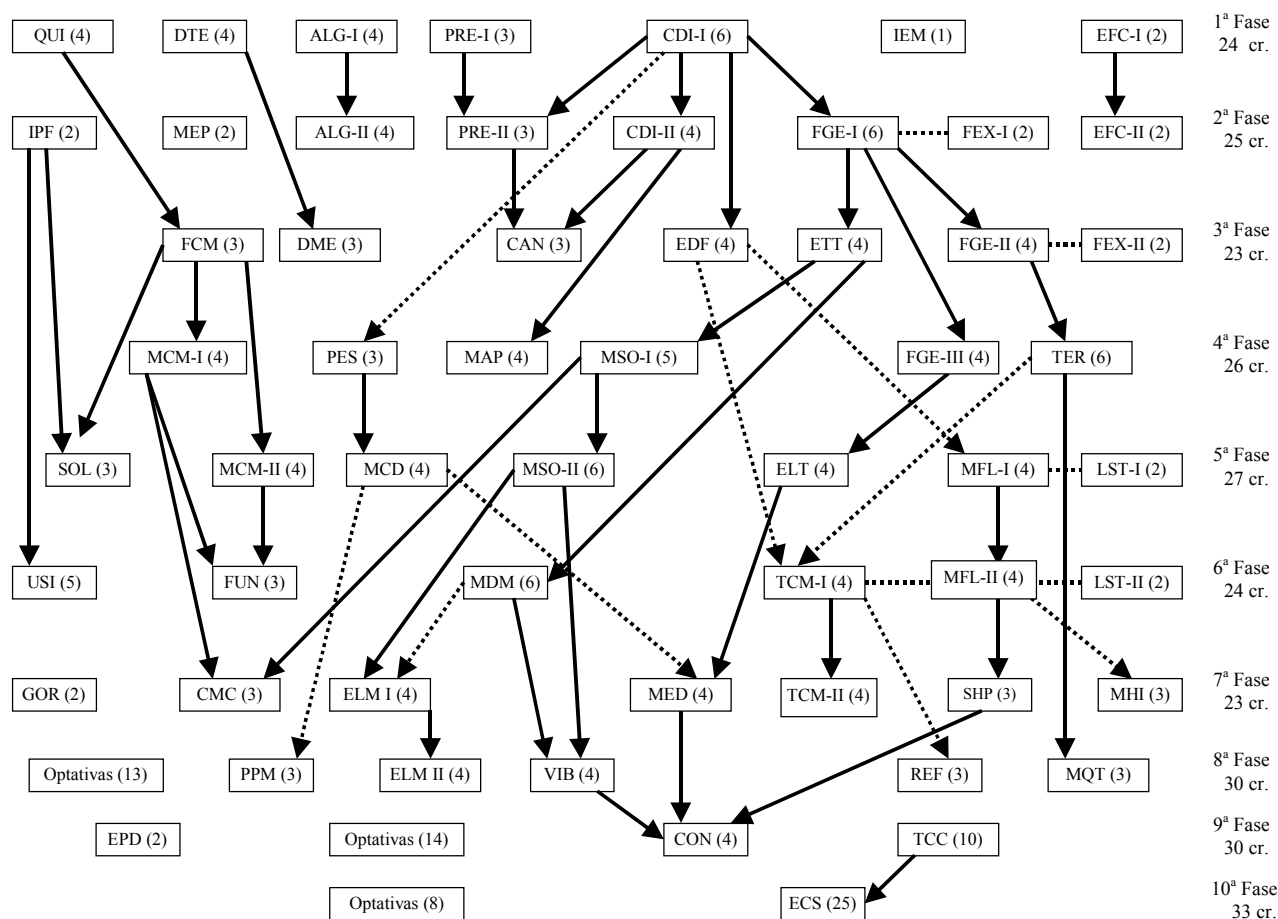 QUI (4) DTE (4) ALG-I (4) PRE-I (3) CDI-I (6) IEM (1) EFC-I (2) 1ª Fase
24 cr.
IPF (2) MEP (2) ALG-II (4) PRE-II (3) CDI-II (4) FGE-I (6) FEX-I (2) EFC-II (2) 2ª Fase
25 cr.
FCM (3) DME (3) CAN (3) EDF (4) ETT (4) FGE-II (4) FEX-II (2) 3ª Fase
23 cr.
MCM-I (4) PES (3) MAP (4) MSO-I (5) FGE-III (4) TER (6) 4ª Fase
26 cr.
SOL (3) MCM-II (4) MCD (4) MSO-II (6) ELT (4) MFL-I (4) LST-I (2) 5ª Fase
27 cr.
USI (5) FUN (3) MDM (6) TCM-I (4) MFL-II (4) LST-II (2) 6ª Fase
24 cr.
GOR (2) CMC (3) ELM I (4) MED (4) TCM-II (4) SHP (3) MHI (3) 7ª Fase
23 cr.
Optativas (13) PPM (3) ELM II (4) VIB (4) REF (3) MQT (3) 8ª Fase
30 cr.
EPD (2) Optativas (14) CON (4) TCC (10) 9ª Fase
30 cr.
Optativas (8) ECS (25) 10ª Fase
33 cr.